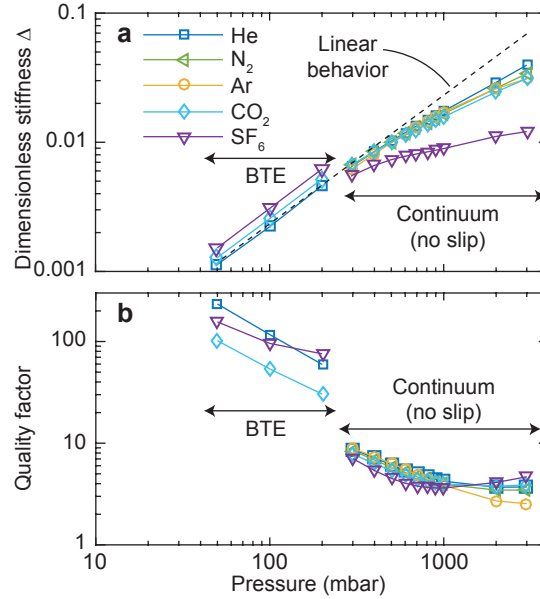 a
Dimensionless stiffness Δ
0.1
0.01
0.001
He
N₂
Ar
CO₂
SF₆
Linear
behavior
BTE
Continuum
(no slip)
b
Quality factor
100
10
1
BTE
Continuum
(no slip)
10
100
1000
Pressure (mbar)